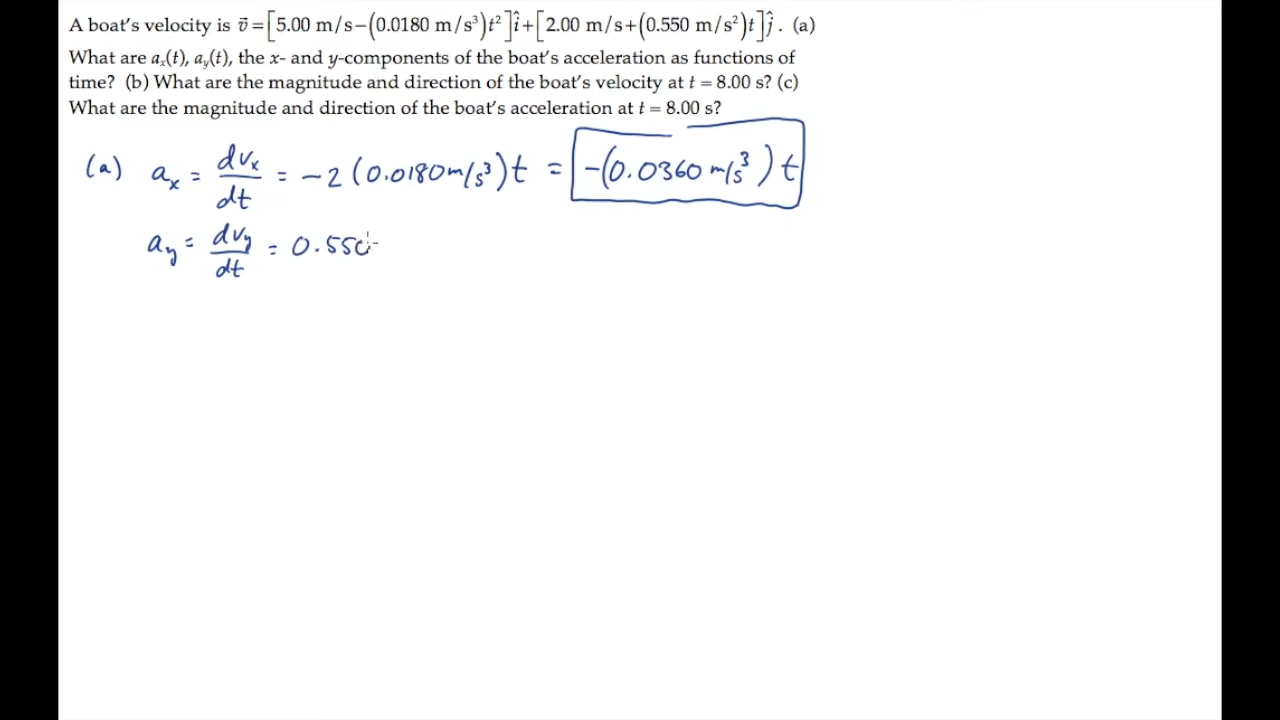 A boat's velocity is v⃗ = [5.00 m/s−(0.0180 m/s³)t²]î+[2.00 m/s+(0.550 m/s²)t]ĵ. (a)
What are aₓ(t), aᵧ(t), the x- and y-components of the boat's acceleration as functions of
time? (b) What are the magnitude and direction of the boat's velocity at t = 8.00 s? (c)
What are the magnitude and direction of the boat's acceleration at t = 8.00 s?
(a) aₓ = dvₓ/dt = −2 (0.0180 m/s³) t = −(0.0360 m/s³) t
aᵧ = dvᵧ/dt = 0.550